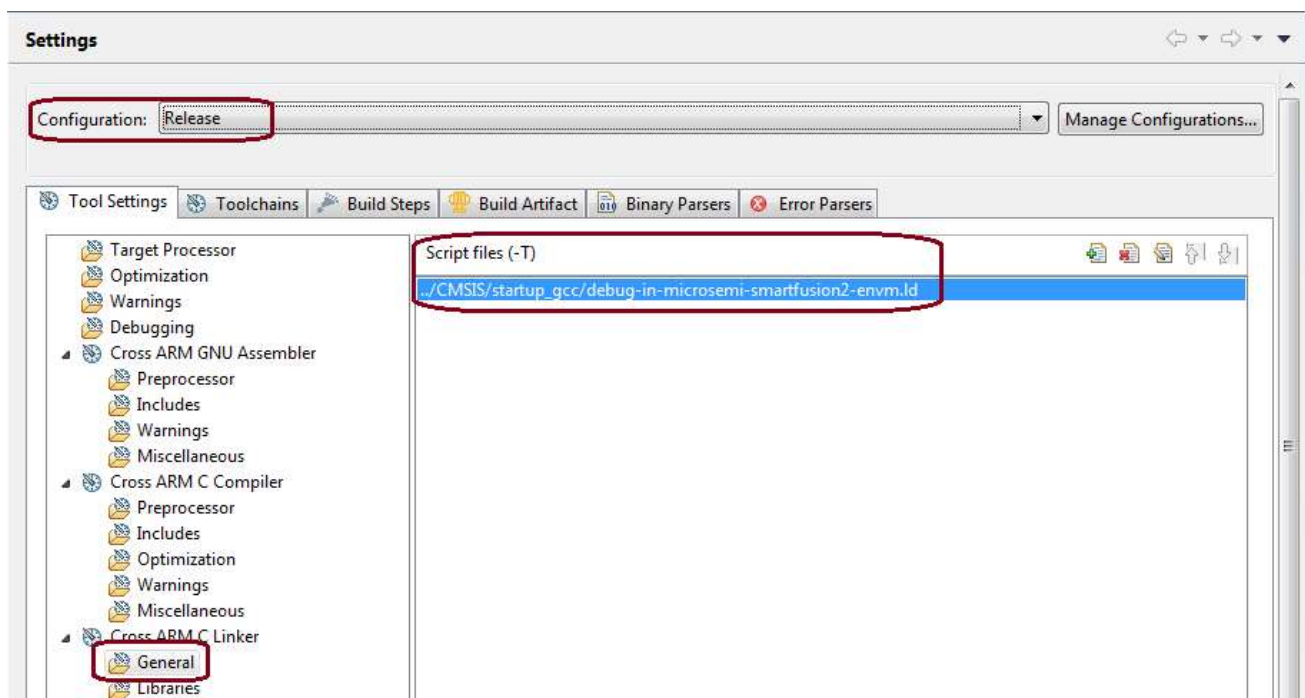 Settings
Configuration: Release
Manage Configurations...
Tool Settings Toolchains Build Steps Build Artifact Binary Parsers Error Parsers
Target Processor
Optimization
Warnings
Debugging
Cross ARM GNU Assembler
Preprocessor
Includes
Warnings
Miscellaneous
Cross ARM C Compiler
Preprocessor
Includes
Optimization
Warnings
Miscellaneous
Cross ARM C Linker
General
Libraries
Script files (-T)
../CMSIS/startup_gcc/debug-in-microsemi-smartfusion2-envm.ld